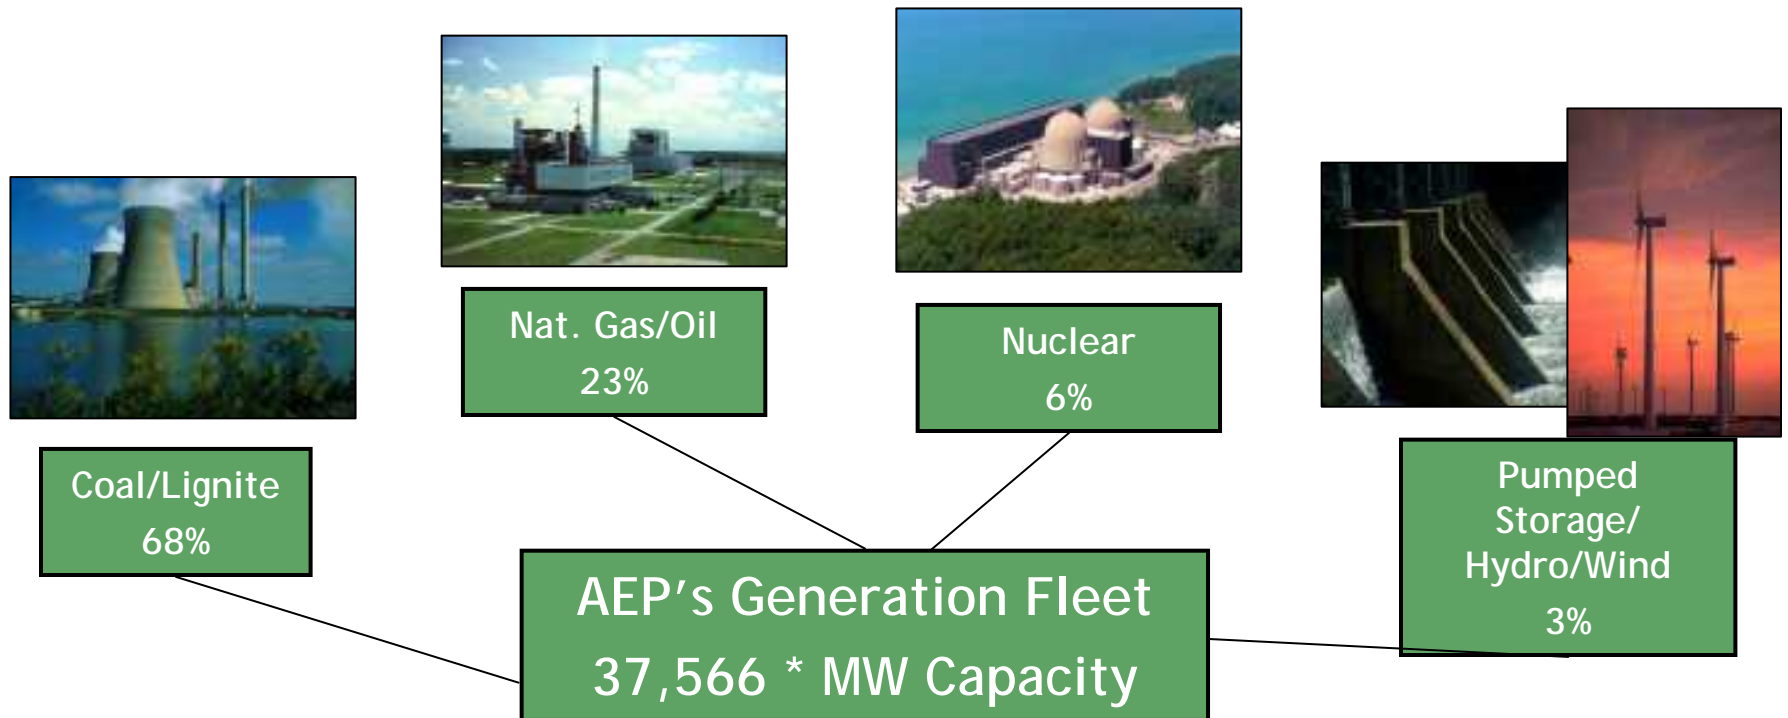 Nat. Gas/Oil
23%
Nuclear
6%
Coal/Lignite
68%
Pumped
Storage/
Hydro/Wind
3%
AEP's Generation Fleet
37,566 * MW Capacity